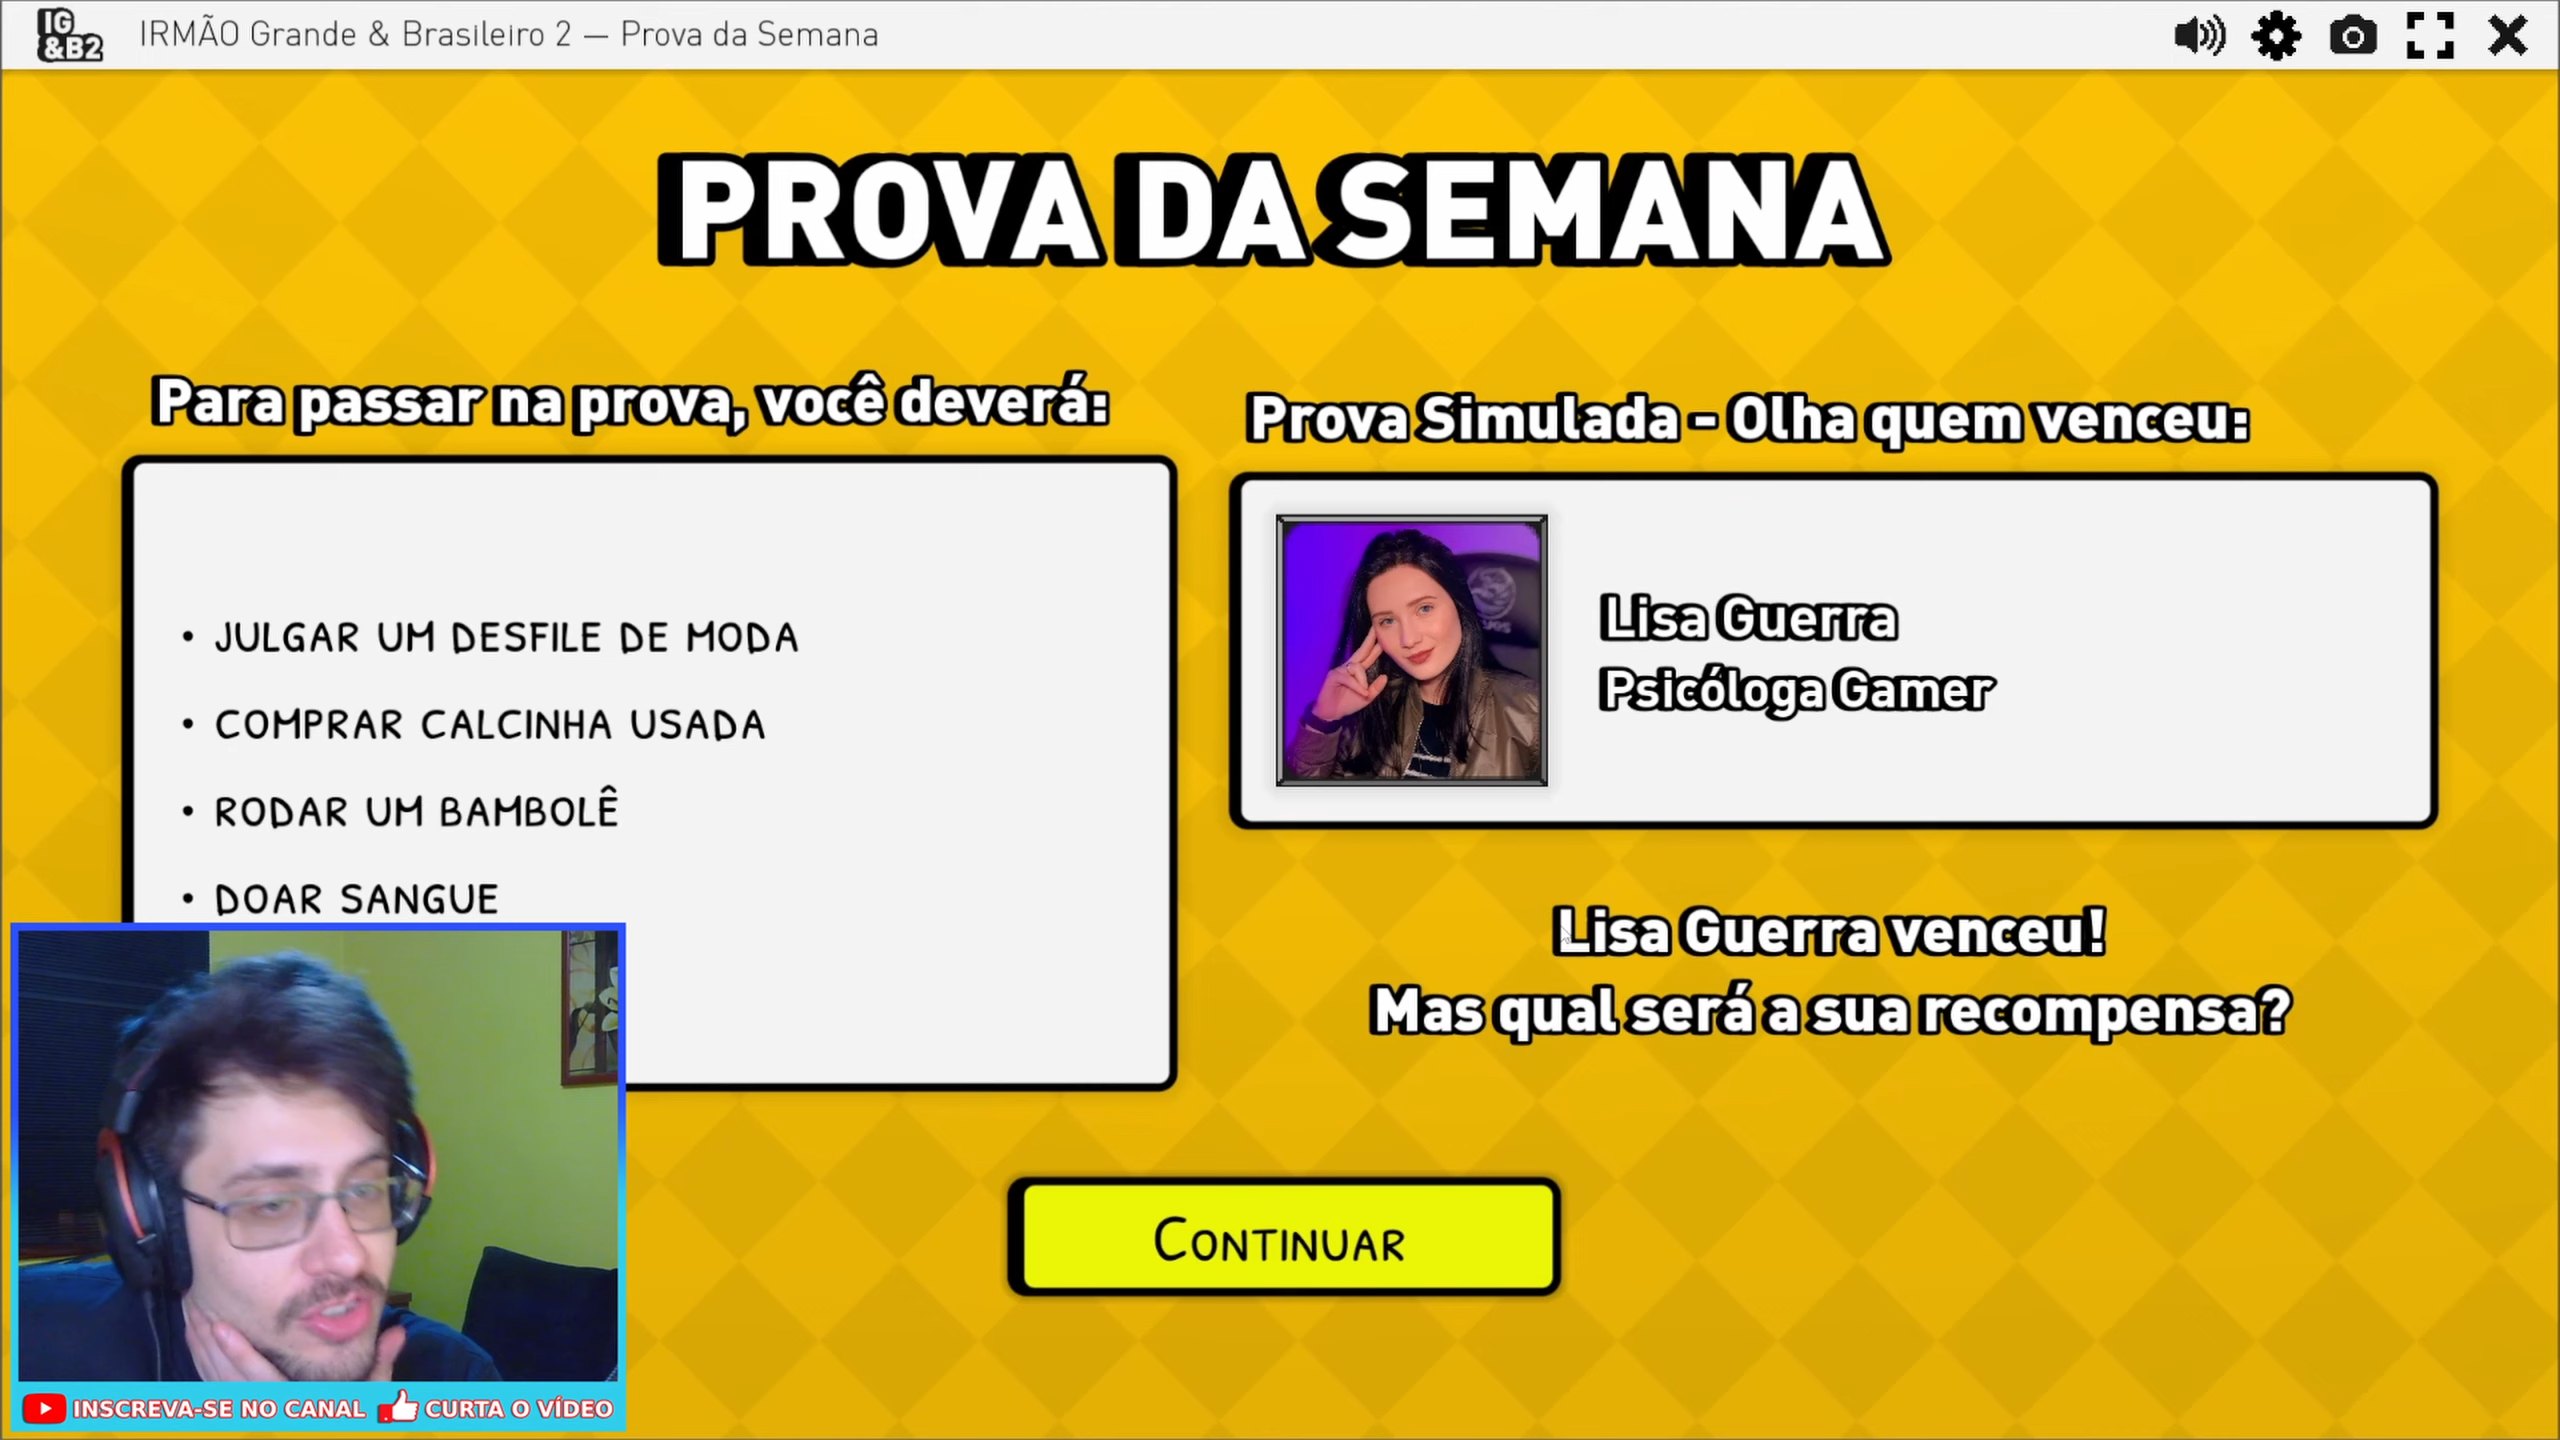 IG
&B2
IRMÃO Grande & Brasileiro 2 — Prova da Semana
PROVA DA SEMANA
Para passar na prova, você deverá:
• JULGAR UM DESFILE DE MODA
• COMPRAR CALCINHA USADA
• RODAR UM BAMBOLÊ
• DOAR SANGUE
Prova Simulada - Olha quem venceu:
Lisa Guerra
Psicóloga Gamer
Lisa Guerra venceu!
Mas qual será a sua recompensa?
CONTINUAR
INSCREVA-SE NO CANAL CURTA O VÍDEO